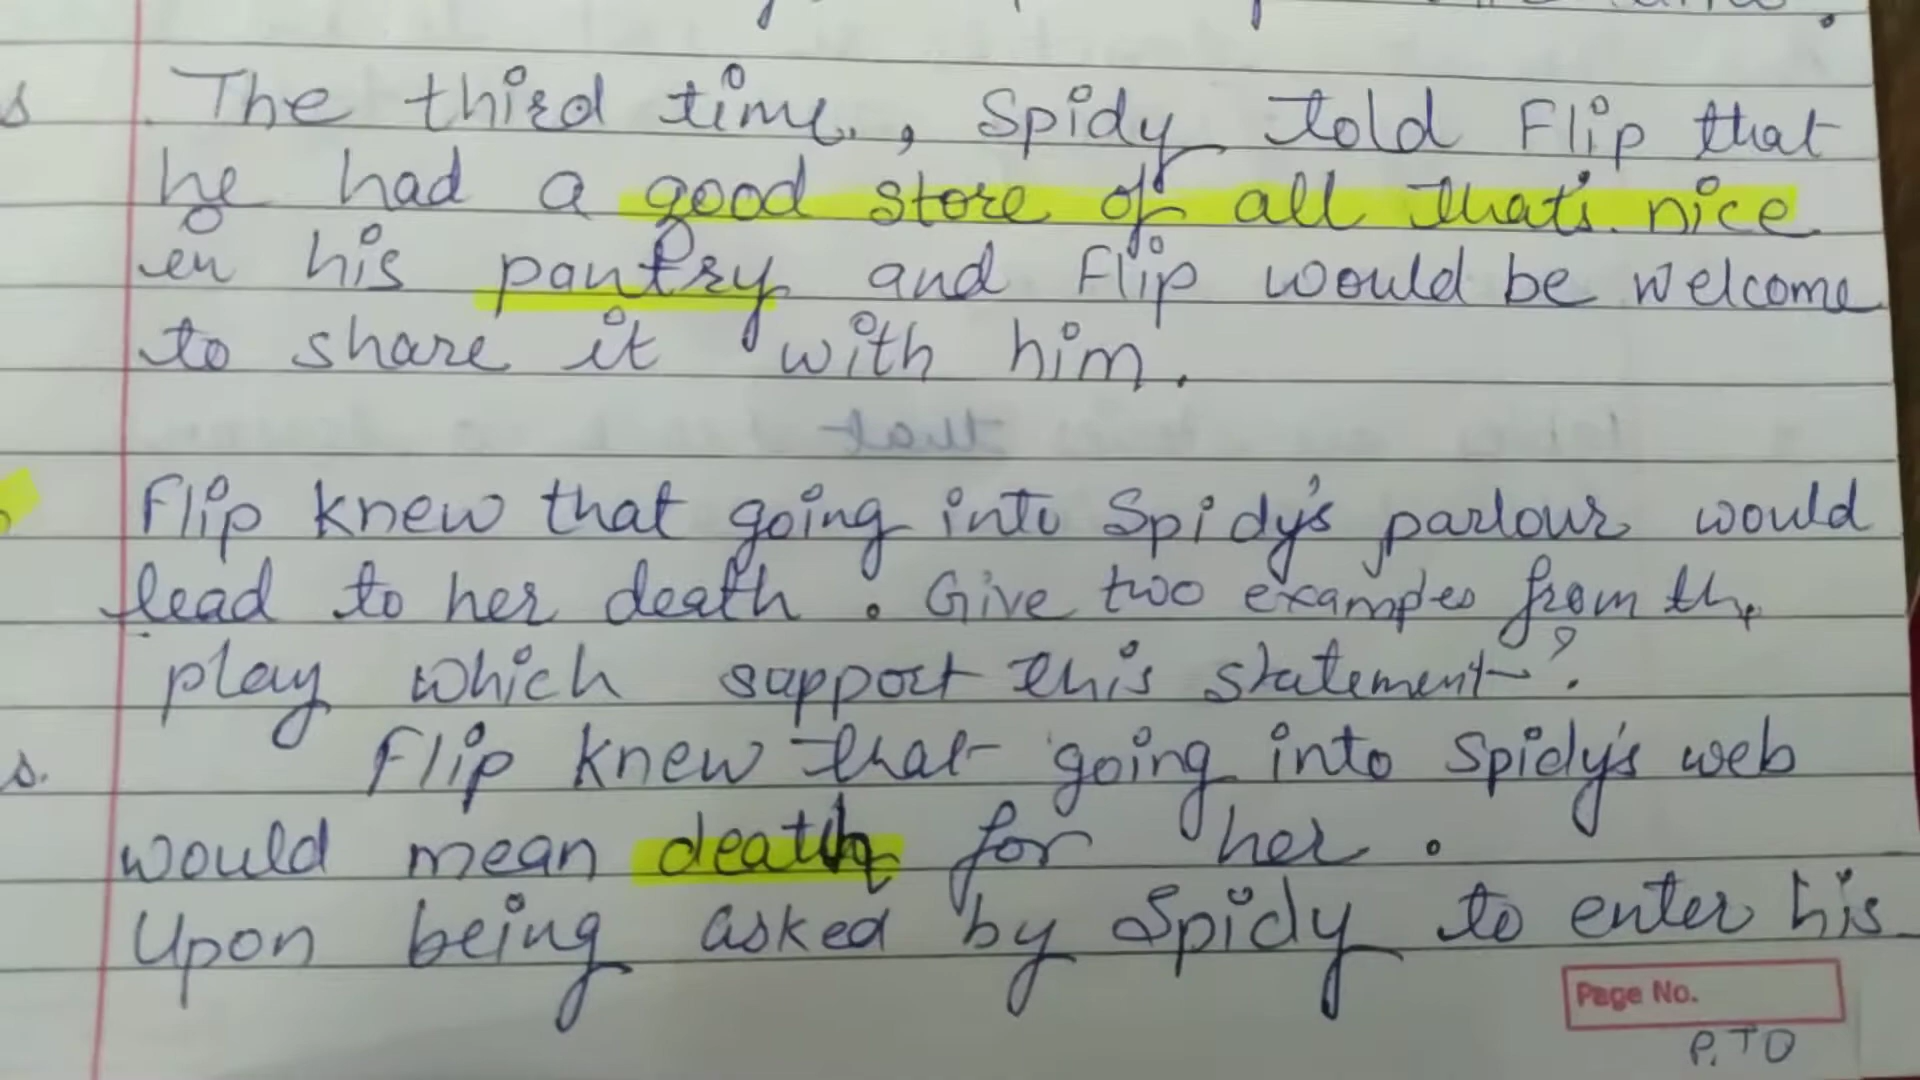 s The third time, Spidy told Flip that
he had a good store of all that's nice
in his pantry and Flip would be welcome
to share it with him.
Flip knew that going into Spidy's parlour would
lead to her death. Give two examples from the
play which support this statement?
s. Flip knew that going into Spidy's web
would mean death for her.
Upon being asked by Spidy to enter his
Page No.
P.TO